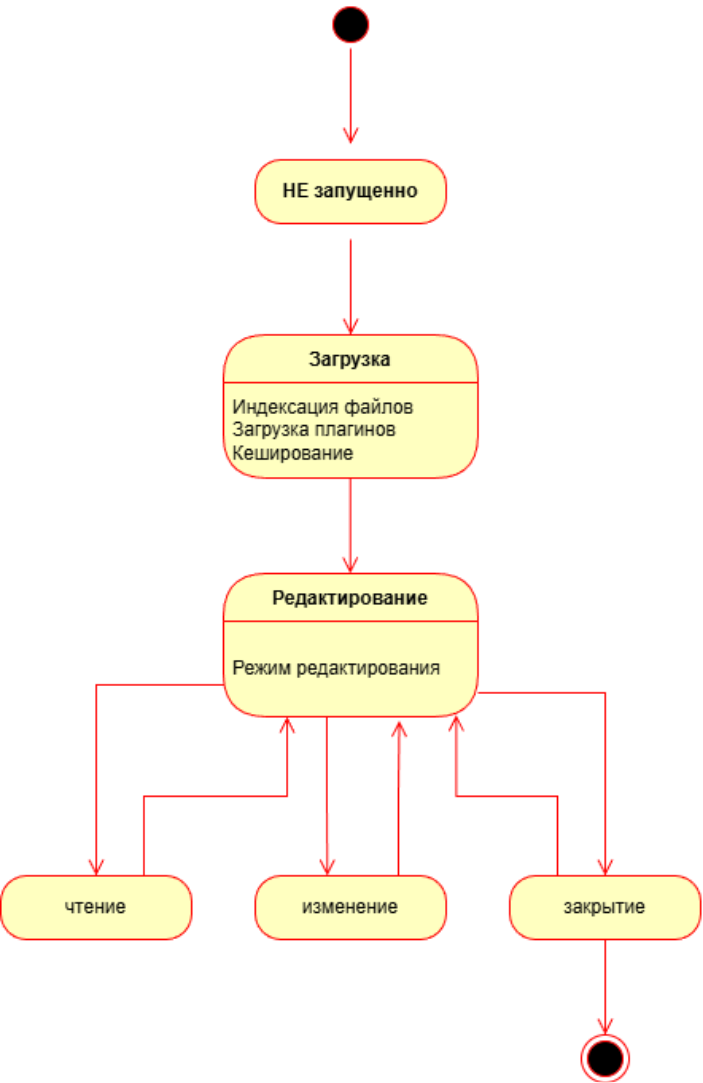 НЕ запущенно
Загрузка
Индексация файлов
Загрузка плагинов
Кеширование
Редактирование
Режим редактирования
чтение
изменение
закрытие